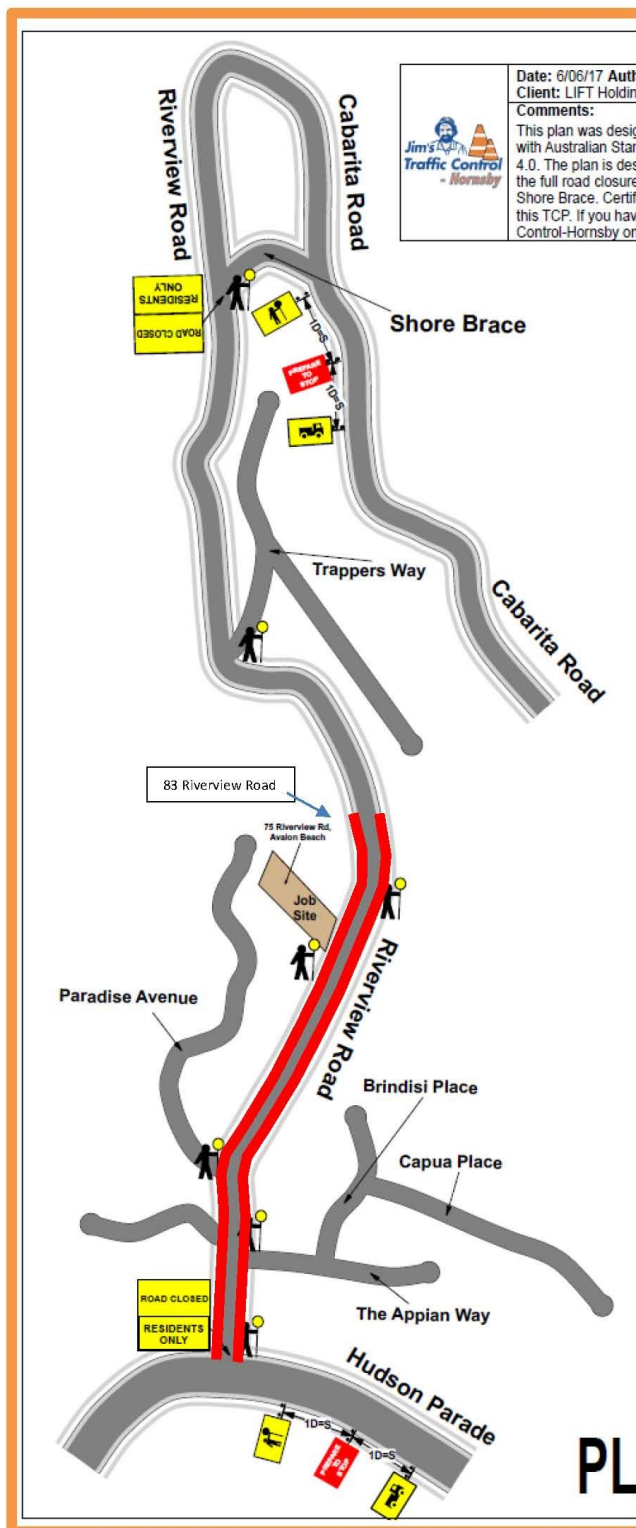 Riverview Road
Cabarita Road
Jim's
Traffic Control
- Hornsby
Date: 6/06/17 Auth
Client: LIFT Holdin
Comments:
This plan was desig
with Australian Star
4.0. The plan is des
the full road closure
Shore Brace. Certif
this TCP. If you hav
Control-Hornsby on
RESIDENTS
ONLY
ROAD CLOSED
Shore Brace
1D=S
PREPARE
TO
STOP
1D=S
Trappers Way
Cabarita Road
83 Riverview Road
75 Riverview Rd,
Avalon Beach
Job
Site
Riverview Road
Paradise Avenue
Brindisi Place
Capua Place
The Appian Way
ROAD CLOSED
RESIDENTS
ONLY
Hudson Parade
1D=S
PREPARE
TO
STOP
1D=S
PL